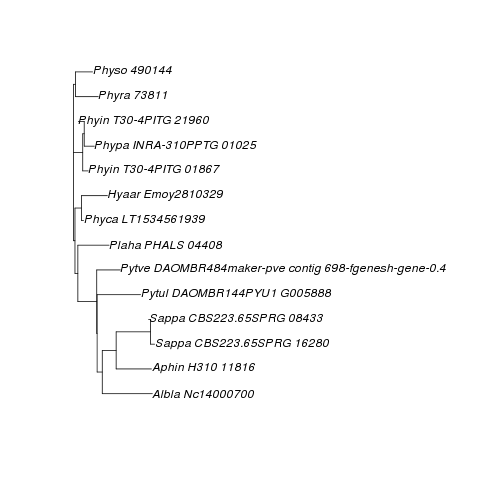 Physo 490144
Phyra 73811
Phyin T30-4PITG 21960
Phypa INRA-310PPTG 01025
Phyin T30-4PITG 01867
Hyaar Emoy2810329
Phyca LT1534561939
Plaha PHALS 04408
Pytve DAOMBR484maker-pve contig 698-fgenesh-gene-0.4
Pytul DAOMBR144PYU1 G005888
Sappa CBS223.65SPRG 08433
Sappa CBS223.65SPRG 16280
Aphin H310 11816
Albla Nc14000700